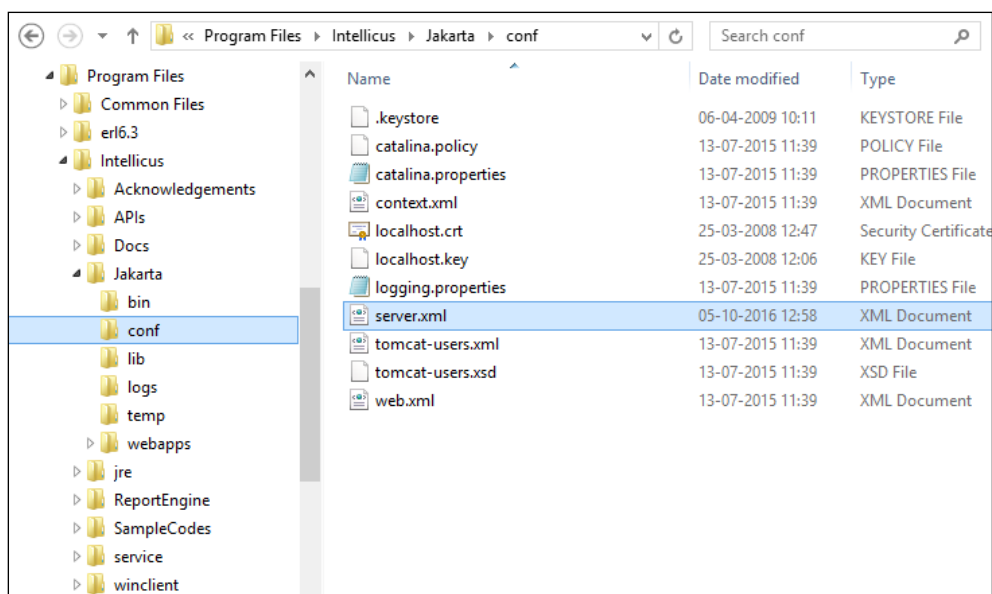 « Program Files Intellicus Jakarta conf Search conf
Program Files
Common Files
erl6.3
Intellicus
Acknowledgements
APIs
Docs
Jakarta
bin
conf
lib
logs
temp
webapps
jre
ReportEngine
SampleCodes
service
winclient
Name Date modified Type
.keystore 06-04-2009 10:11 KEYSTORE File
catalina.policy 13-07-2015 11:39 POLICY File
catalina.properties 13-07-2015 11:39 PROPERTIES File
context.xml 13-07-2015 11:39 XML Document
localhost.crt 25-03-2008 12:47 Security Certificate
localhost.key 25-03-2008 12:06 KEY File
logging.properties 13-07-2015 11:39 PROPERTIES File
server.xml 05-10-2016 12:58 XML Document
tomcat-users.xml 13-07-2015 11:39 XML Document
tomcat-users.xsd 13-07-2015 11:39 XSD File
web.xml 13-07-2015 11:39 XML Document